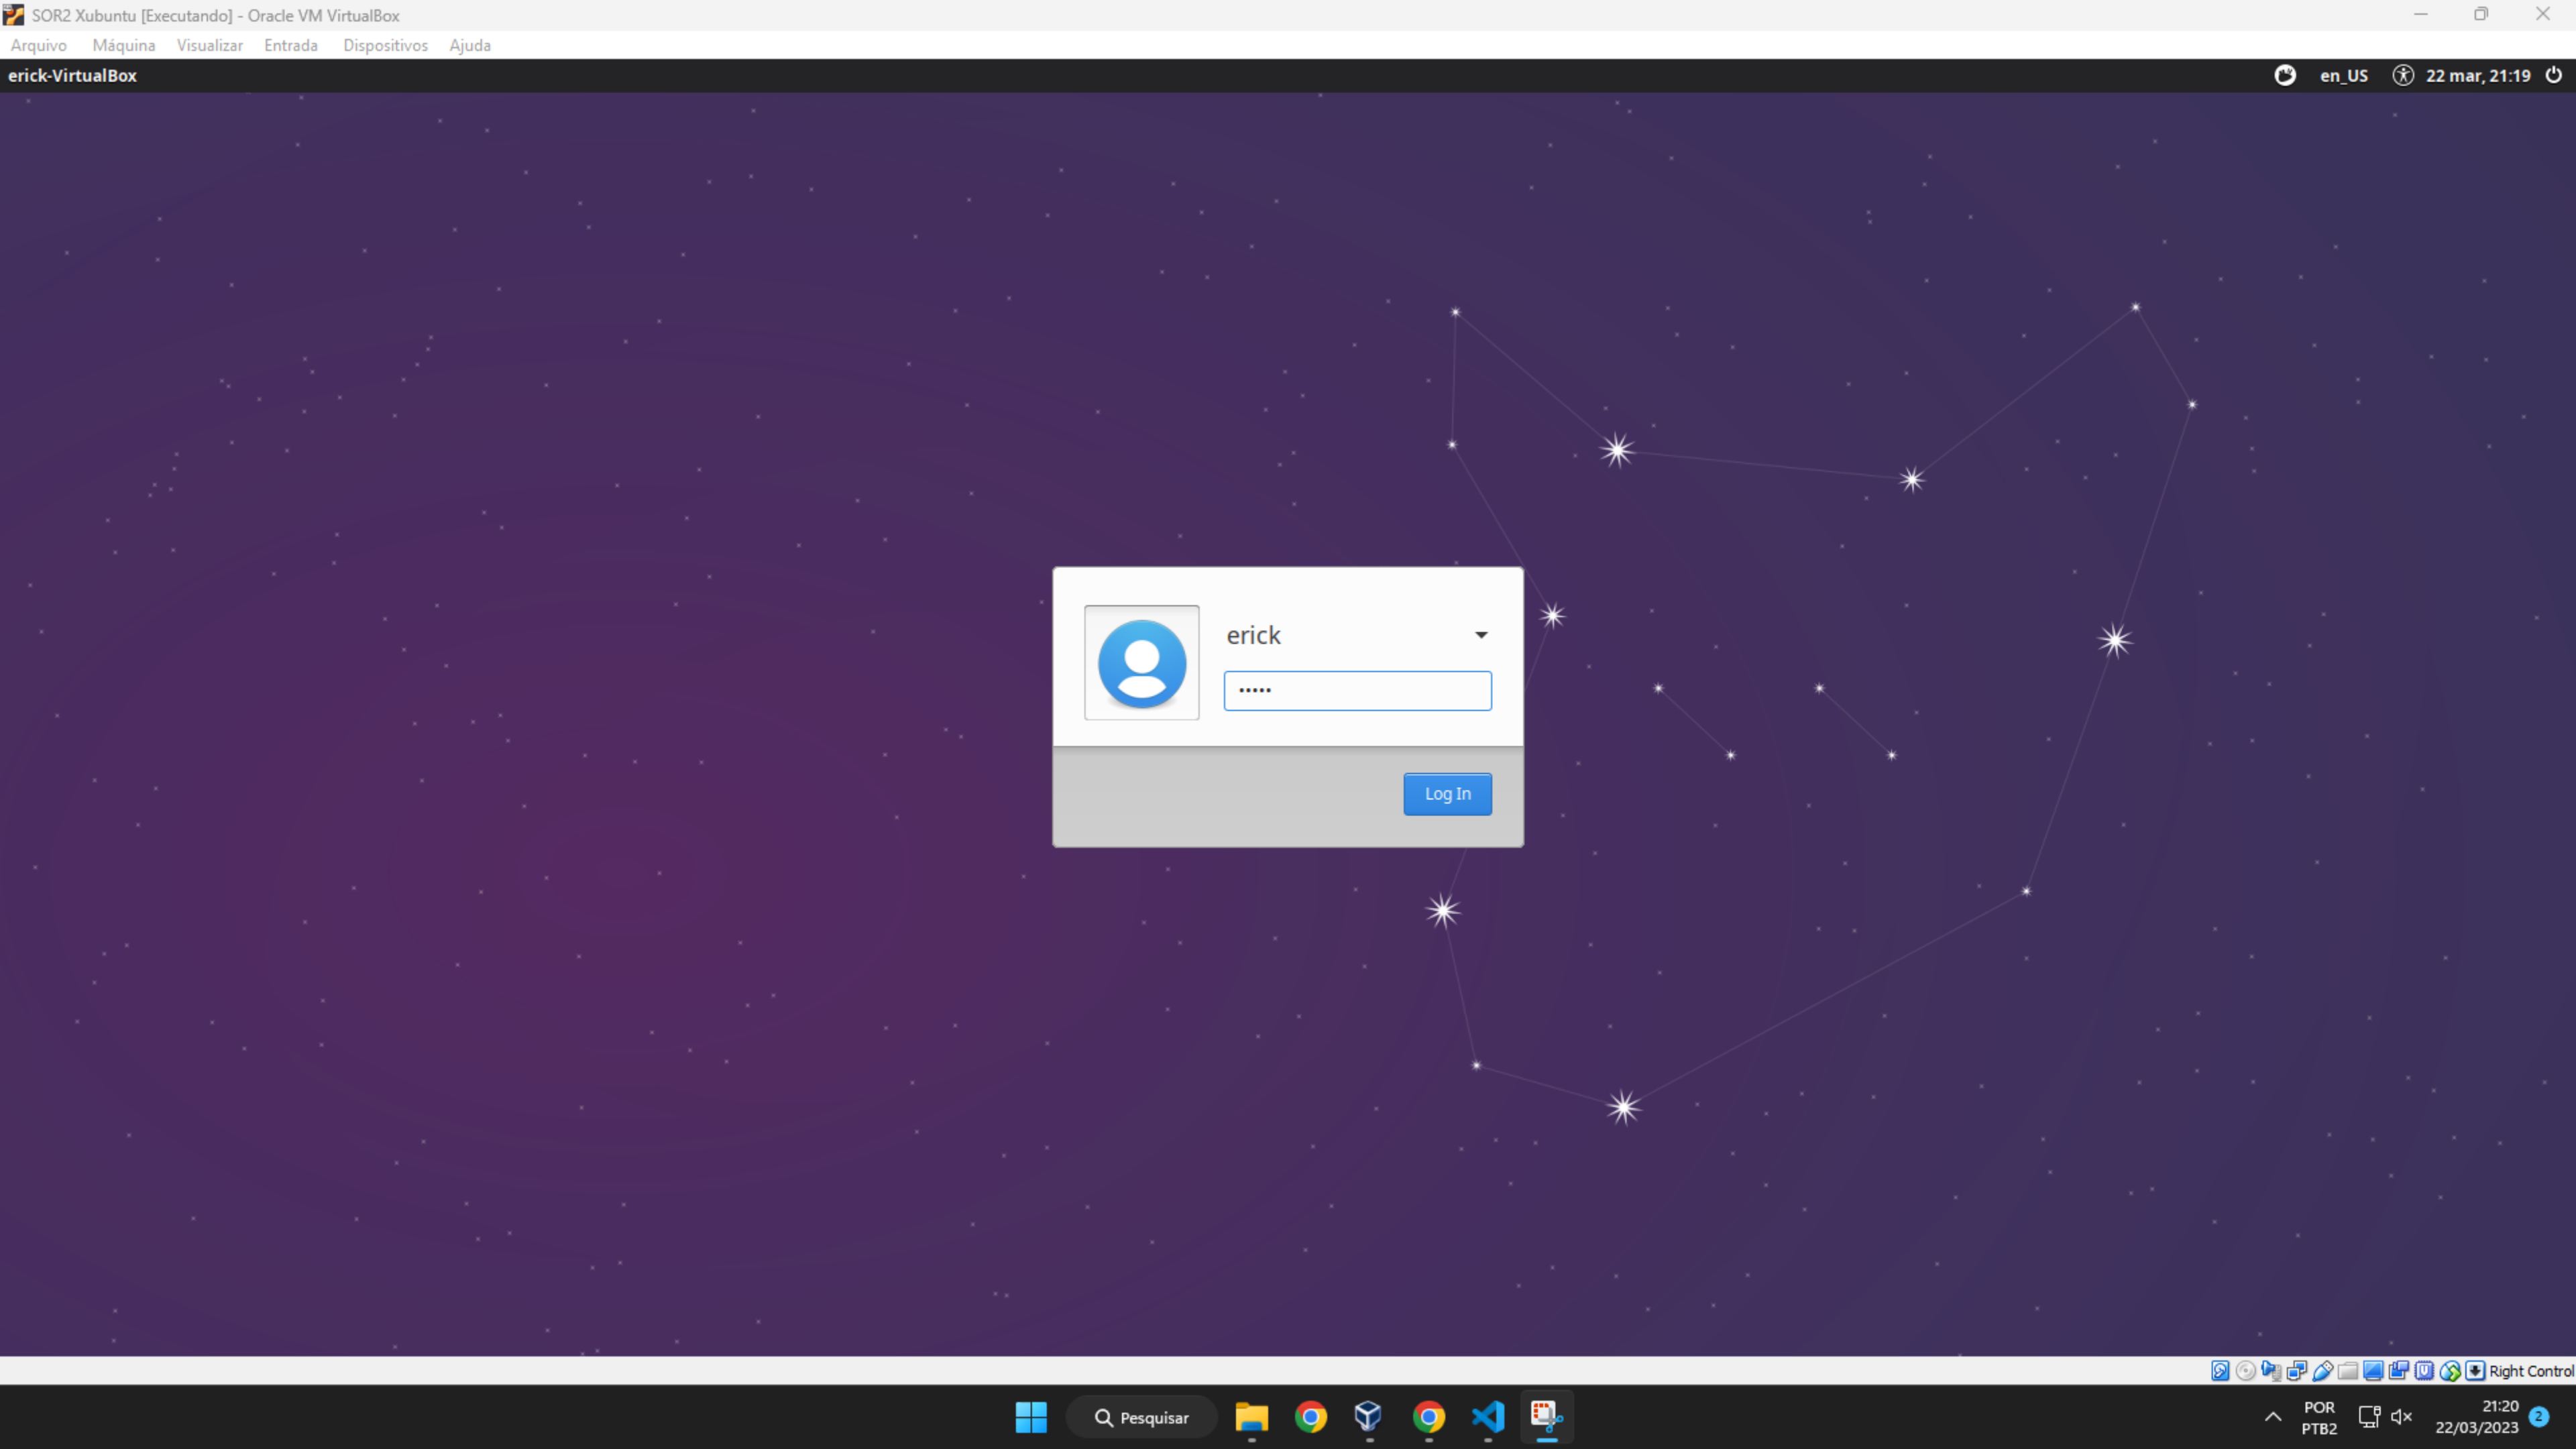 SOR2 Xubuntu [Executando] - Oracle VM VirtualBox
Arquivo Máquina Visualizar Entrada Dispositivos Ajuda
erick-VirtualBox en_US 22 mar, 21:19
erick
•••••
Log In
Right Control
Pesquisar
POR
PTB2
21:20
22/03/2023
2